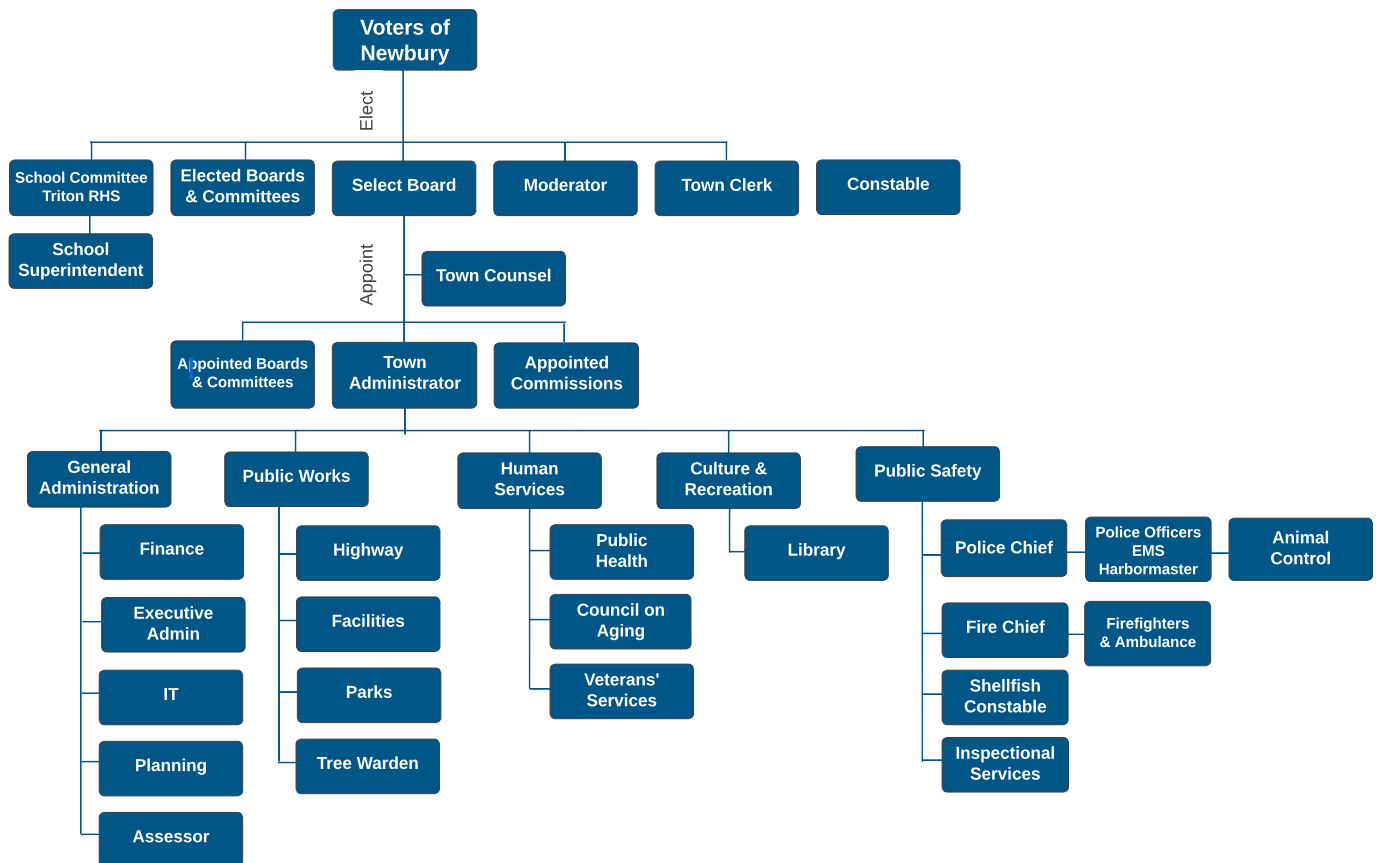 Voters of
Newbury
Elect
School Committee
Triton RHS
Elected Boards
& Committees
Select Board
Moderator
Town Clerk
Constable
School
Superintendent
Appoint
Town Counsel
Appointed Boards
& Committees
Town
Administrator
Appointed
Commissions
General
Administration
Public Works
Human
Services
Culture &
Recreation
Public Safety
Finance
Executive
Admin
IT
Planning
Assessor
Highway
Facilities
Parks
Tree Warden
Public
Health
Council on
Aging
Veterans'
Services
Library
Police Chief
Police Officers
EMS
Harbormaster
Animal
Control
Fire Chief
Firefighters
& Ambulance
Shellfish
Constable
Inspectional
Services